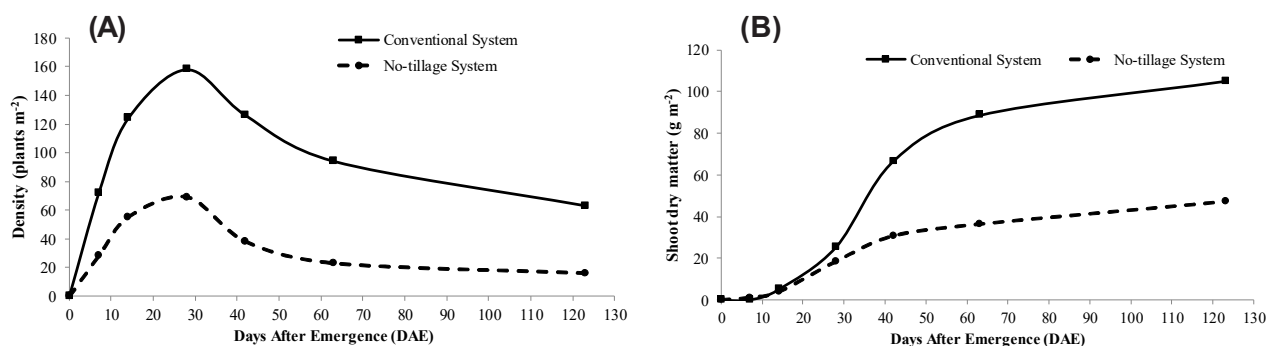 (A)
Conventional System
No-tillage System
Density (plants m-2)
180
160
140
120
100
80
60
40
20
0
0 10 20 30 40 50 60 70 80 90 100 110 120 130
Days After Emergence (DAE)
(B)
Conventional System No-tillage System
Shoot dry matter (g m-2)
120
100
80
60
40
20
0
0 10 20 30 40 50 60 70 80 90 100 110 120 130
Days After Emergence (DAE)